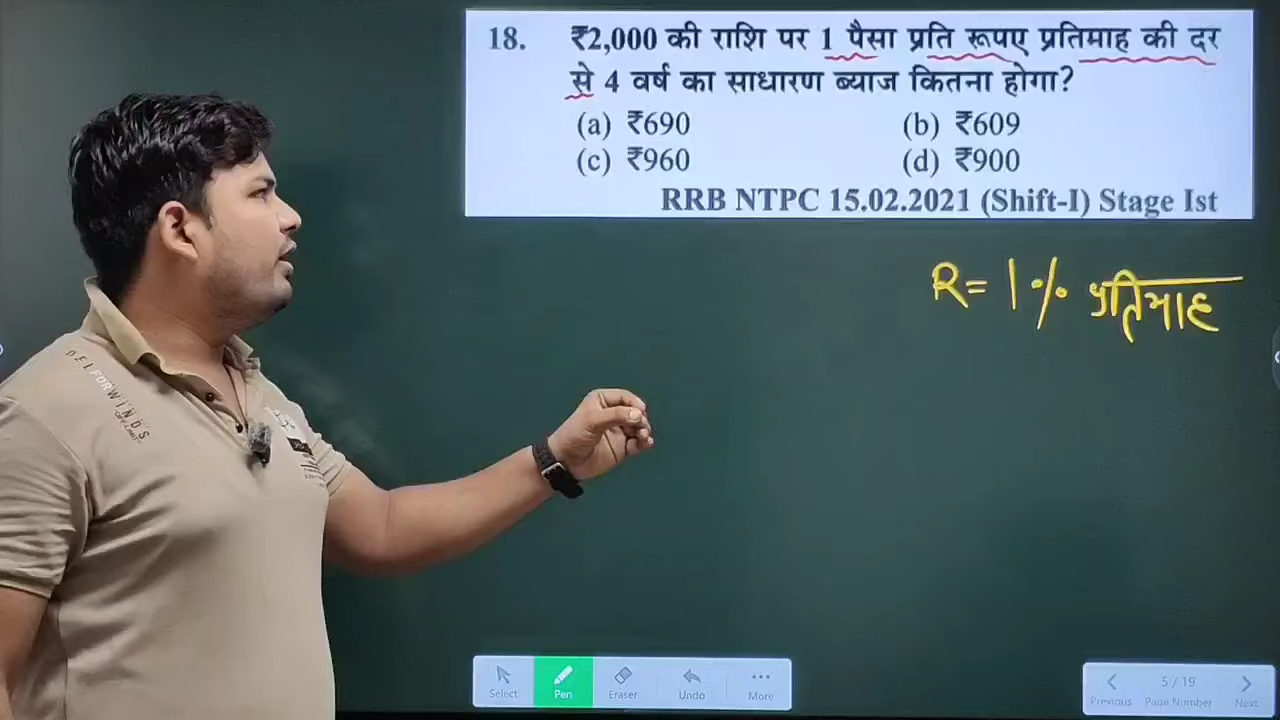 18. ₹2,000 की राशि पर 1 पैसा प्रति रूपए प्रतिमाह की दर
से 4 वर्ष का साधारण ब्याज कितना होगा?
(a) ₹690 (b) ₹609
(c) ₹960 (d) ₹900
RRB NTPC 15.02.2021 (Shift-I) Stage Ist
R= 1% प्रतिमाह
DELFORWINDS
Select Pen Eraser Undo More
5 / 19
Previous Page Number Next